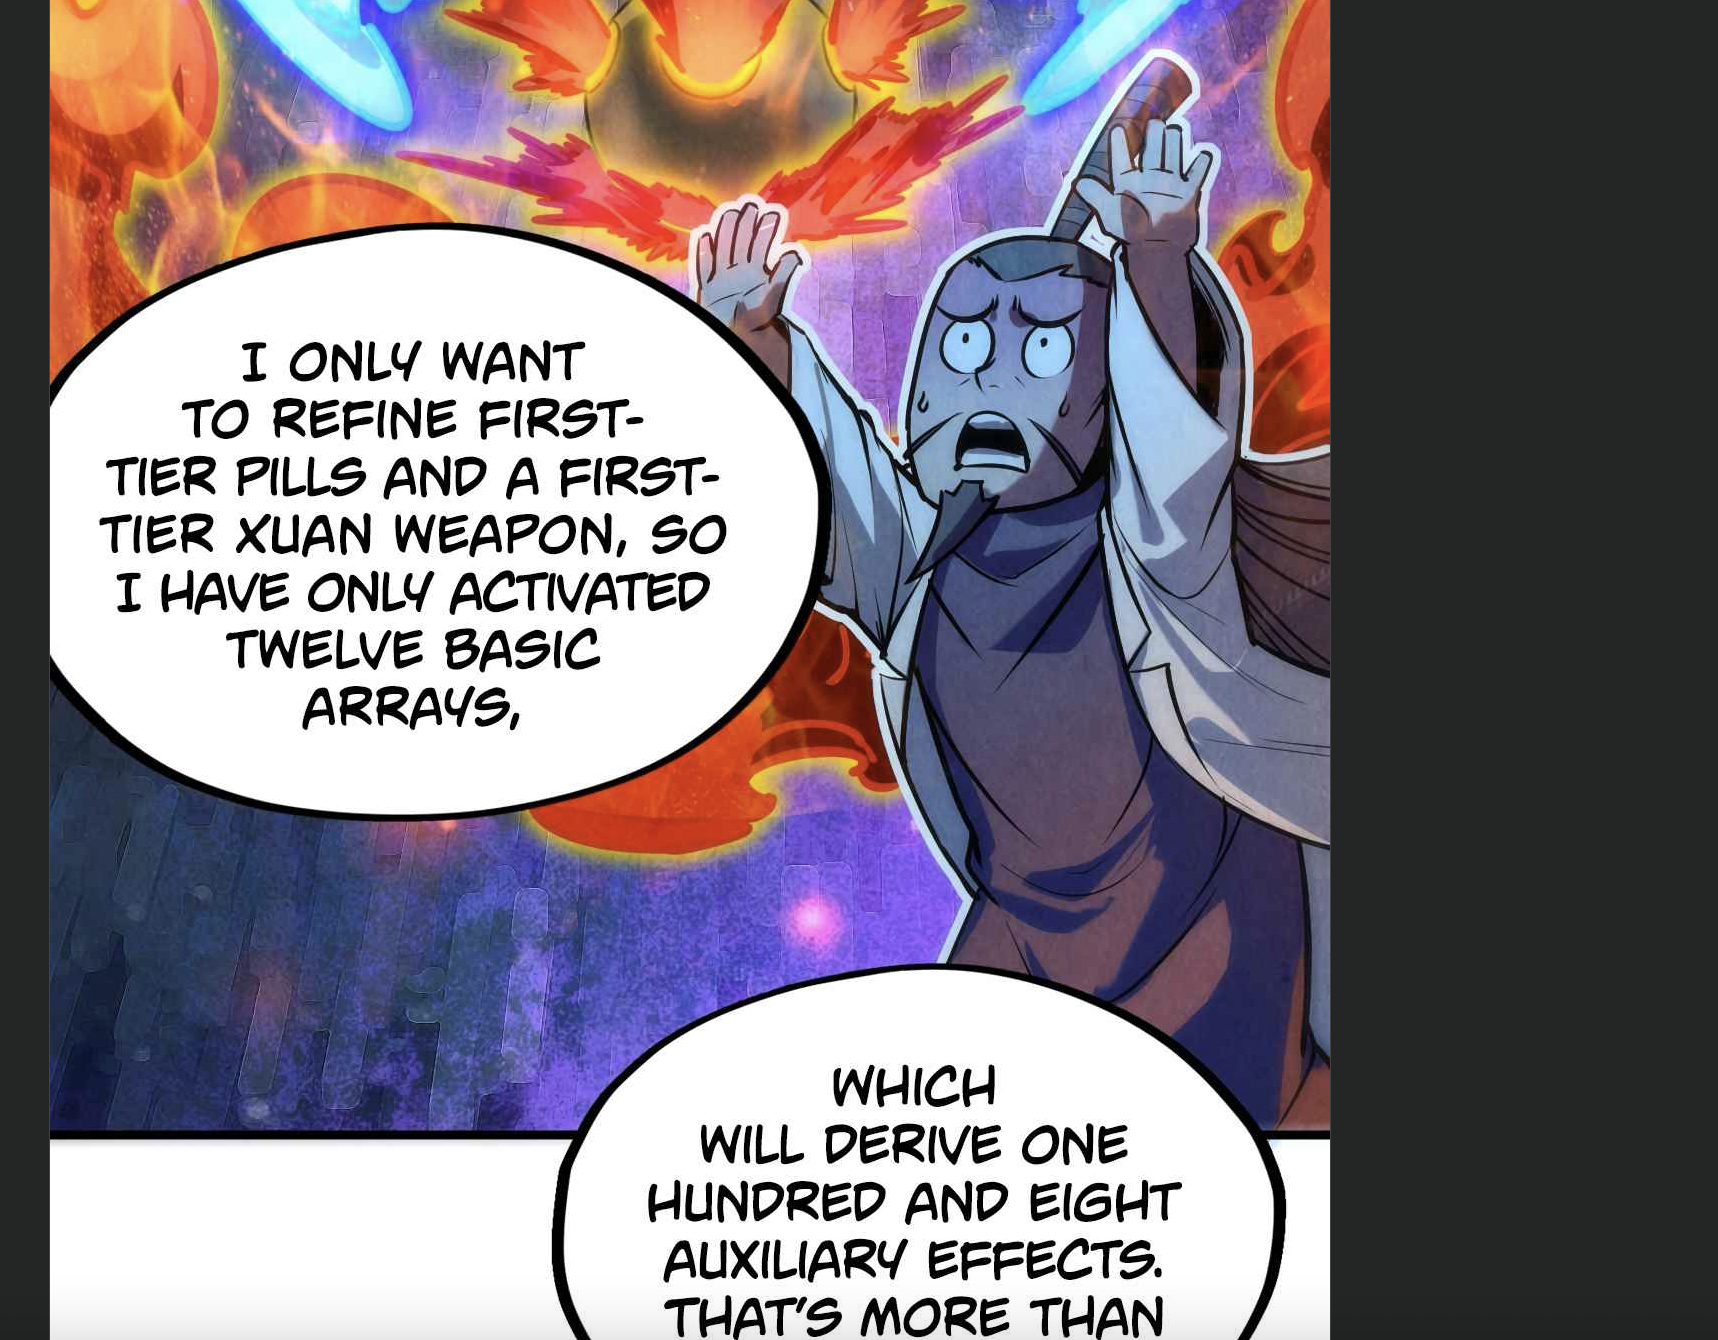 I ONLY WANT
TO REFINE FIRST-
TIER PILLS AND A FIRST-
TIER XUAN WEAPON, SO
I HAVE ONLY ACTIVATED
TWELVE BASIC
ARRAYS,
WHICH
WILL DERIVE ONE
HUNDRED AND EIGHT
AUXILIARY EFFECTS.
THAT'S MORE THAN